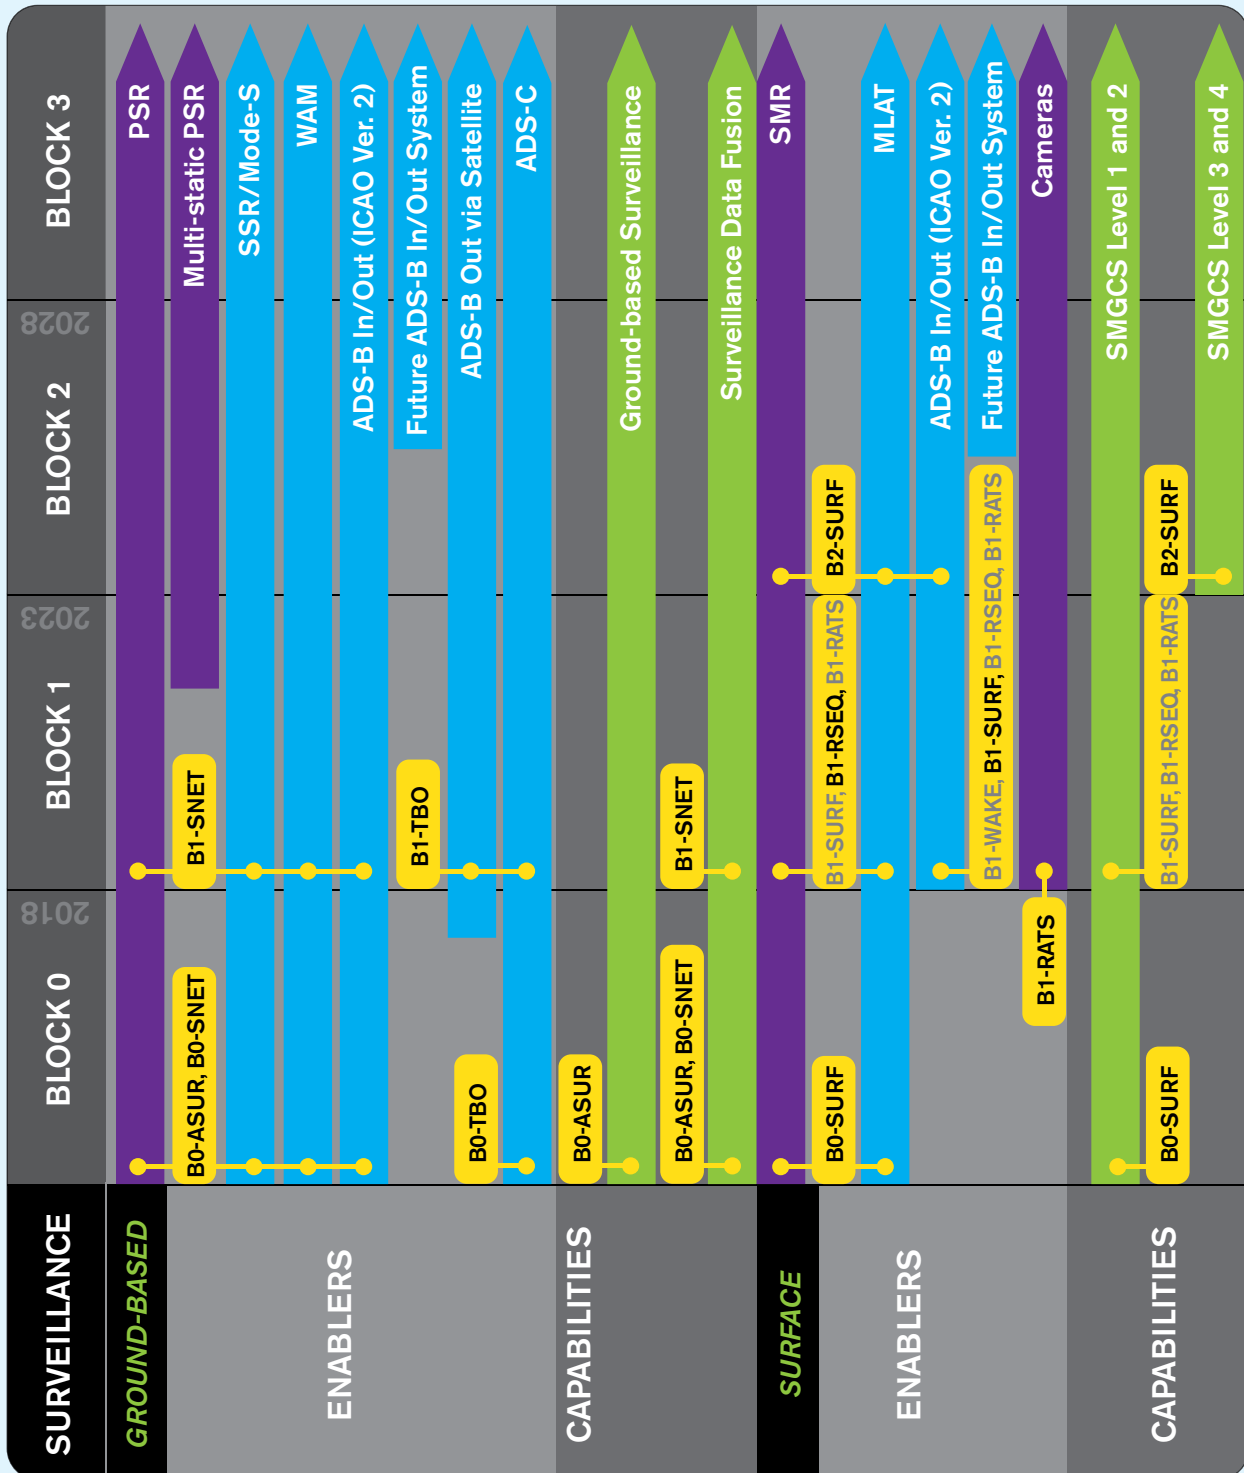 SURVEILLANCE
BLOCK 0
2018
BLOCK 1
2023
BLOCK 2
2028
BLOCK 3
GROUND-BASED
ENABLERS
PSR
B0-ASUR, B0-SNET
B1-SNET
Multi-static PSR
SSR/Mode-S
WAM
ADS-B In/Out (ICAO Ver. 2)
B1-TBO
Future ADS-B In/Out System
B0-TBO
ADS-B Out via Satellite
ADS-C
CAPABILITIES
B0-ASUR
Ground-based Surveillance
B0-ASUR, B0-SNET
B1-SNET
Surveillance Data Fusion
SURFACE
ENABLERS
SMR
B0-SURF
B1-SURF, B1-RSEQ, B1-RATS
B2-SURF
MLAT
ADS-B In/Out (ICAO Ver. 2)
B1-WAKE, B1-SURF, B1-RSEQ, B1-RATS
Future ADS-B In/Out System
B1-RATS
Cameras
CAPABILITIES
SMGCS Level 1 and 2
B0-SURF
B1-SURF, B1-RSEQ, B1-RATS
B2-SURF
SMGCS Level 3 and 4